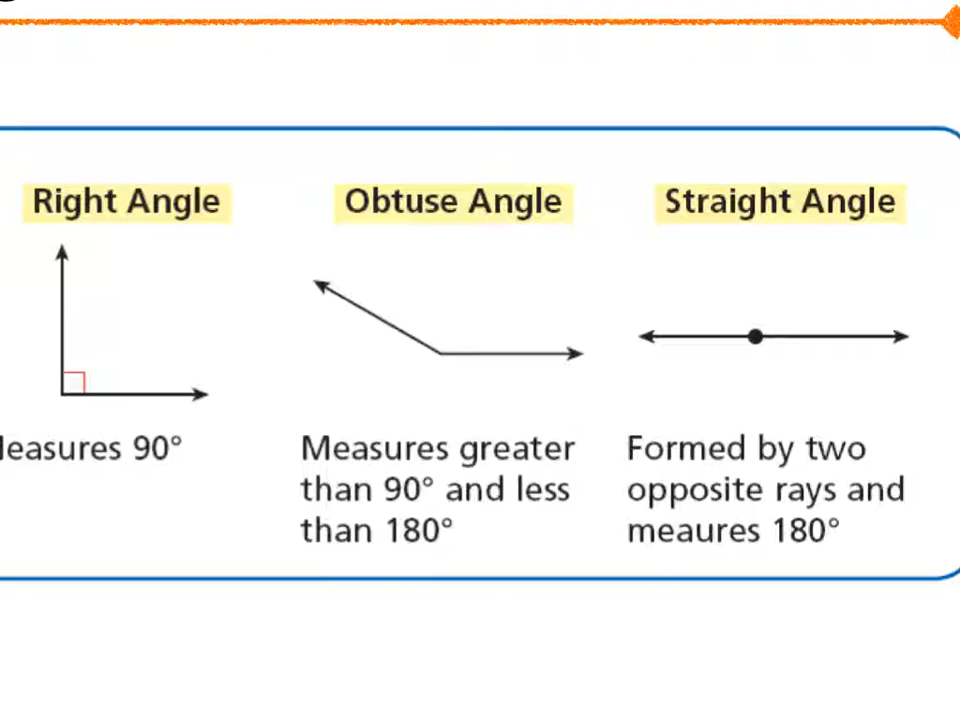 Right Angle
Obtuse Angle
Straight Angle
90°
Measures greater
than 90° and less
than 180°
Formed by two
opposite rays and
meaures 180°